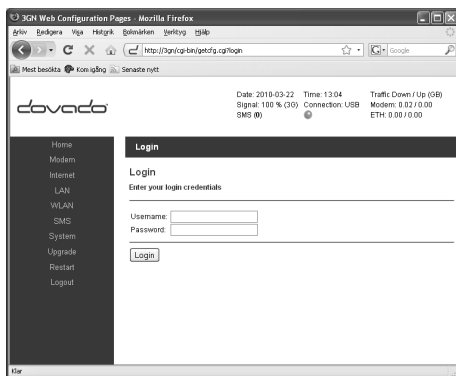 3GN Web Configuration Pages - Mozilla Firefox
Arkiv Redigera Visa Historik Bokmärken Verktyg Hjälp
http://3gn/cgi-bin/getcfg.cgi?login
Google
Mest besökta Kom igång Senaste nytt
dovado
Date: 2010-03-22 Time: 13:04 Traffic Down / Up (GB)
Signal: 100 % (3G) Connection: USB Modem: 0.02 / 0.00
SMS (0) ETH: 0.00 / 0.00
Home
Modem
Internet
LAN
WLAN
SMS
System
Upgrade
Restart
Logout
Login
Login
Enter your login credentials
Username:
Password:
Login
Klar